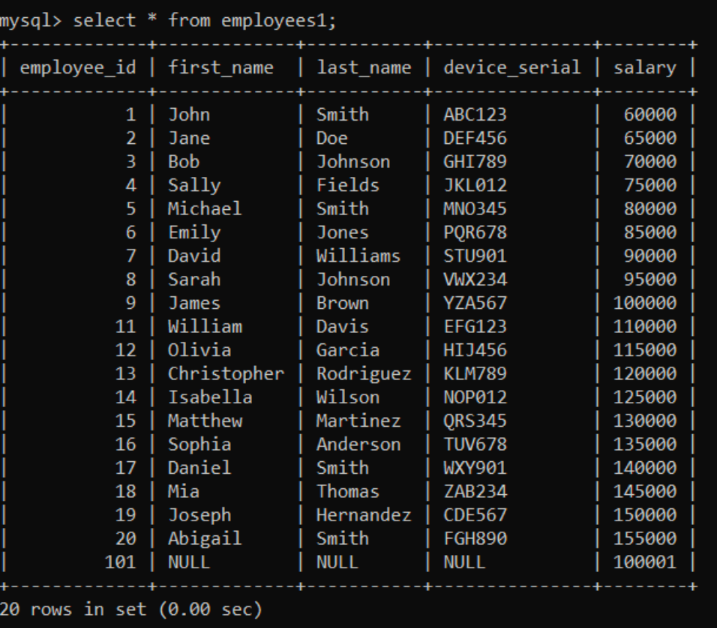 mysql> select * from employees1;
+-------------+-------------+-----------+---------------+--------+
| employee_id | first_name  | last_name | device_serial | salary |
+-------------+-------------+-----------+---------------+--------+
|           1 | John        | Smith     | ABC123        |  60000 |
|           2 | Jane        | Doe       | DEF456        |  65000 |
|           3 | Bob         | Johnson   | GHI789        |  70000 |
|           4 | Sally       | Fields    | JKL012        |  75000 |
|           5 | Michael     | Smith     | MNO345        |  80000 |
|           6 | Emily       | Jones     | PQR678        |  85000 |
|           7 | David       | Williams  | STU901        |  90000 |
|           8 | Sarah       | Johnson   | VWX234        |  95000 |
|           9 | James       | Brown     | YZA567        | 100000 |
|          11 | William     | Davis     | EFG123        | 110000 |
|          12 | Olivia      | Garcia    | HIJ456        | 115000 |
|          13 | Christopher | Rodriguez | KLM789        | 120000 |
|          14 | Isabella    | Wilson    | NOP012        | 125000 |
|          15 | Matthew     | Martinez  | QRS345        | 130000 |
|          16 | Sophia      | Anderson  | TUV678        | 135000 |
|          17 | Daniel      | Smith     | WXY901        | 140000 |
|          18 | Mia         | Thomas    | ZAB234        | 145000 |
|          19 | Joseph      | Hernandez | CDE567        | 150000 |
|          20 | Abigail     | Smith     | FGH890        | 155000 |
|         101 | NULL        | NULL      | NULL          | 100001 |
+-------------+-------------+-----------+---------------+--------+
20 rows in set (0.00 sec)